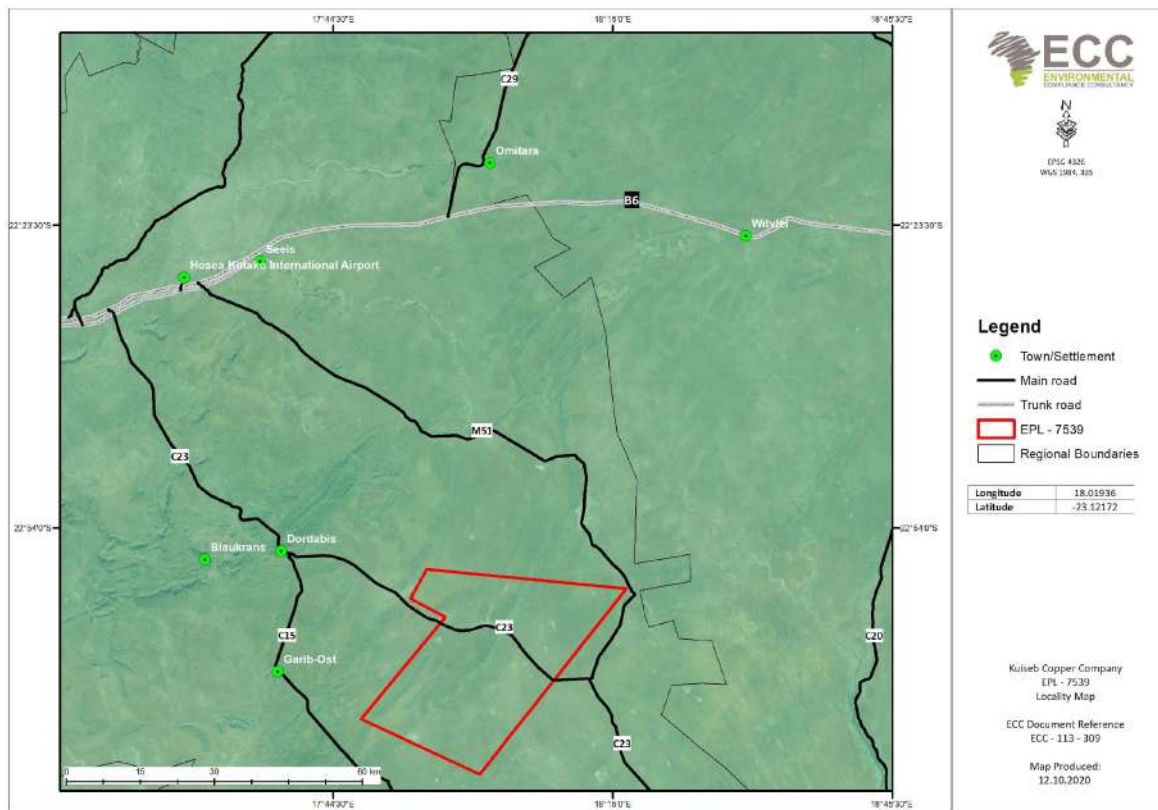 17°44'30"E
18°15'0"E
18°45'30"E
C29
Omitara
B6
22°23'30"S
22°23'30"S
Seeis
Hosea Kutako International Airport
M51
C23
22°54'0"S
22°54'0"S
Dordabis
Blaukrans
C15
C23
C20
Garib-Ost
C23
0 15 30 60 km
17°44'30"E
18°15'0"E
18°45'30"E
ECC
ENVIRONMENTAL
COMPLIANCE CONSULTANCY
N
EPSG 4326
Legend
Town/Settlement
Main road
Trunk road
EPL - 7539
Regional Boundaries
Longitude 18.01936
Latitude -23.12172
Kuiseb Copper Company
EPL - 7539
Locality Map
ECC Document Reference
ECC - 113 - 309
Map Produced:
12.10.2020